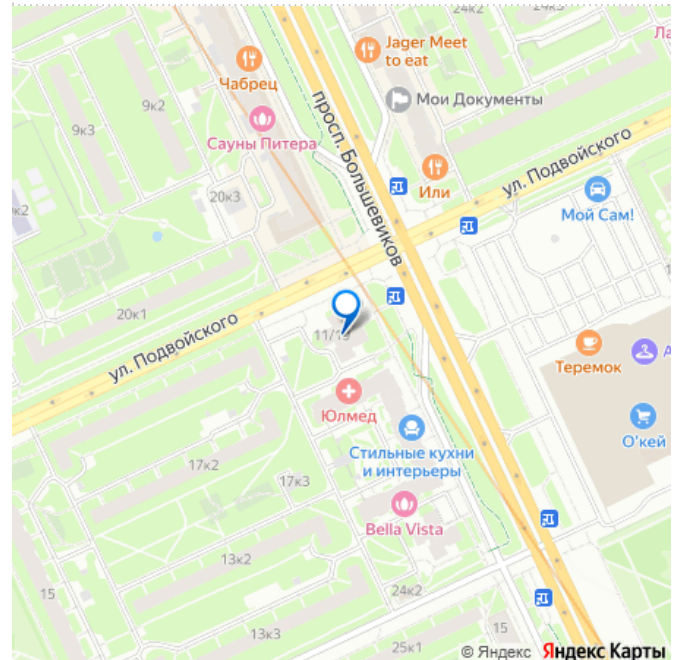 24к2
24к3
Ла
Jager Meet
to eat
Чабрец
Мои Документы
9к2
9к3
Сауны Питера
просп. Большевиков
ул. Подвойского
Или
20к3
Мой Сам!
20к1
11/19
ул. Подвойского
Теремок
А
Юлмед
О'кей
Стильные кухни
и интерьеры
17к2
17к3
Bella Vista
13к2
24к2
15
15
13к3
25к1
© Яндекс Яндекс Карты